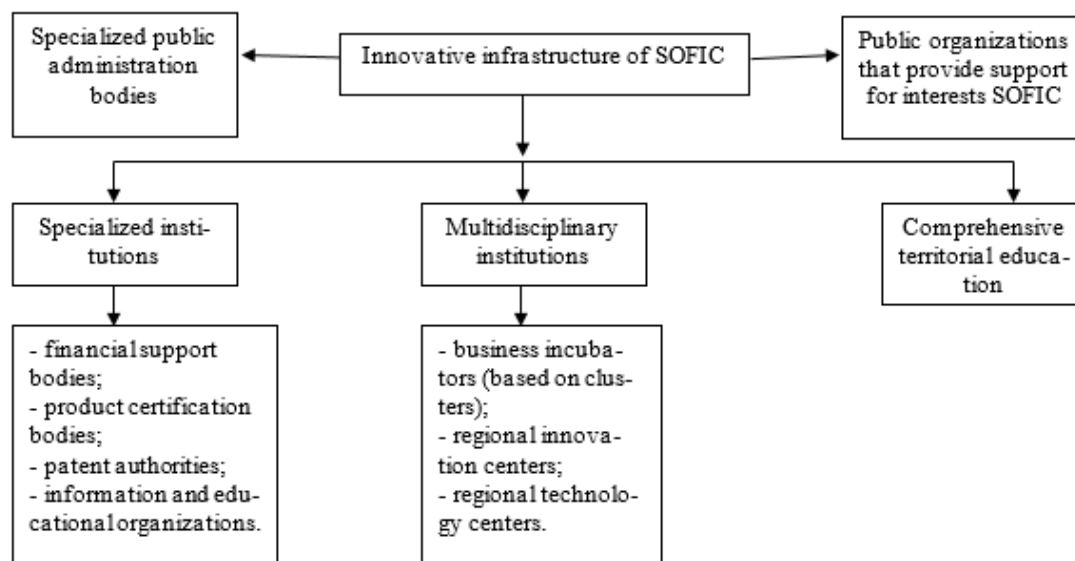 Specialized public
administration
bodies
Innovative infrastructure of SOFIC
Public organizations
that provide support
for interests SOFIC
Specialized insti-
tutions
Multidisciplinary
institutions
Comprehensive
territorial educa-
tion
- financial support
bodies;
- product certification
bodies;
- patent authorities;
- information and edu-
cational organizations.
- business incuba-
tors (based on clus-
ters);
- regional innova-
tion centers;
- regional technolo-
gy centers.